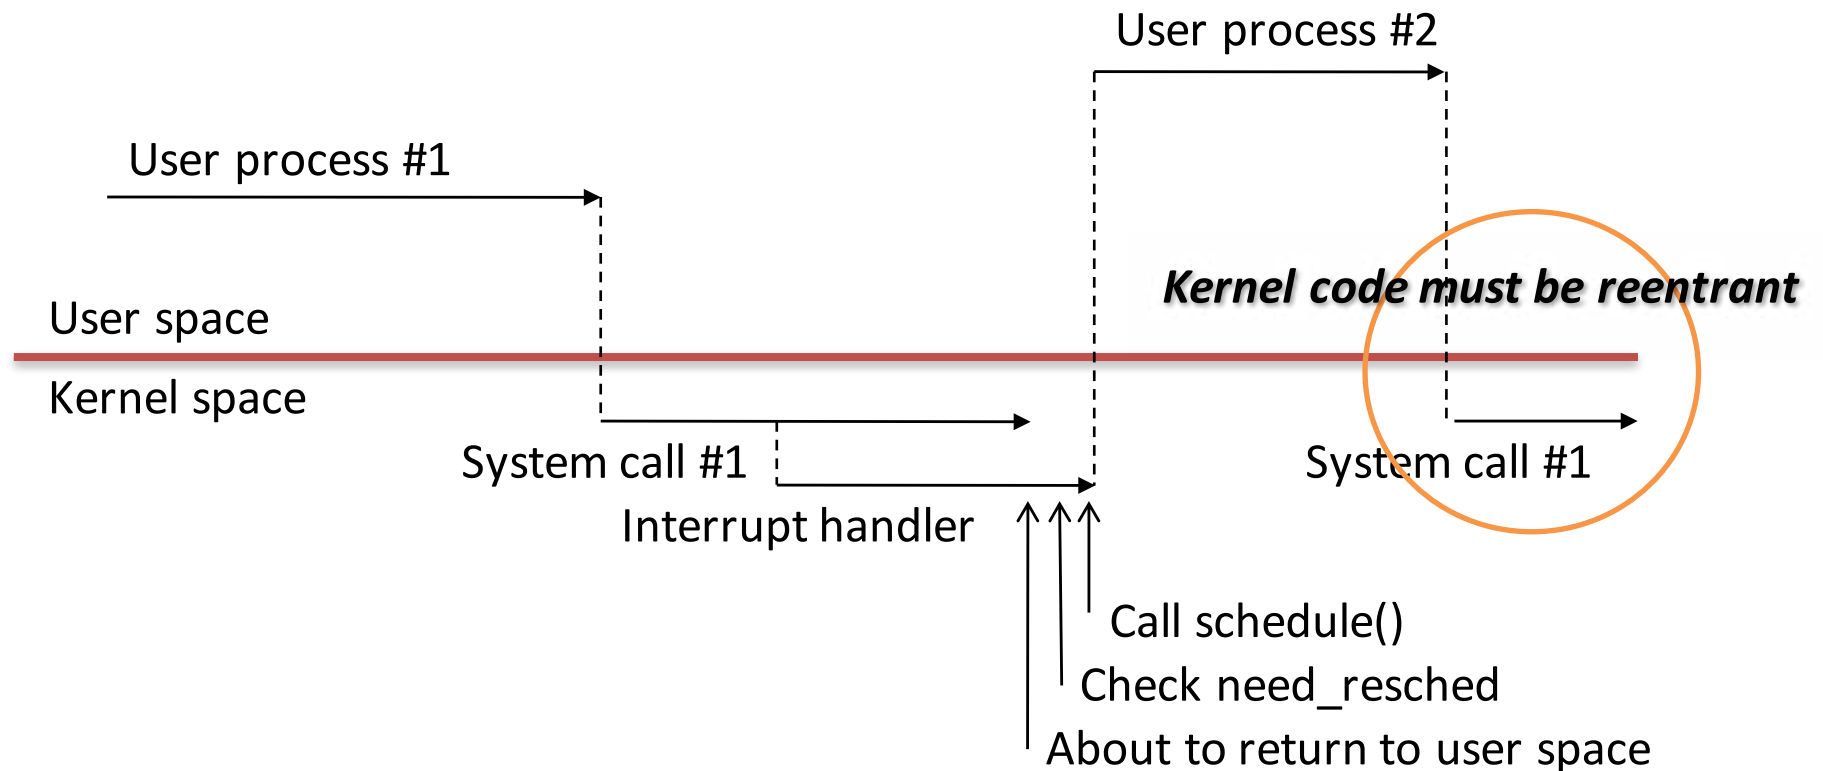 User process #2
User process #1
Kernel code must be reentrant
User space
Kernel space
System call #1
System call #1
Interrupt handler
Call schedule()
Check need_resched
About to return to user space